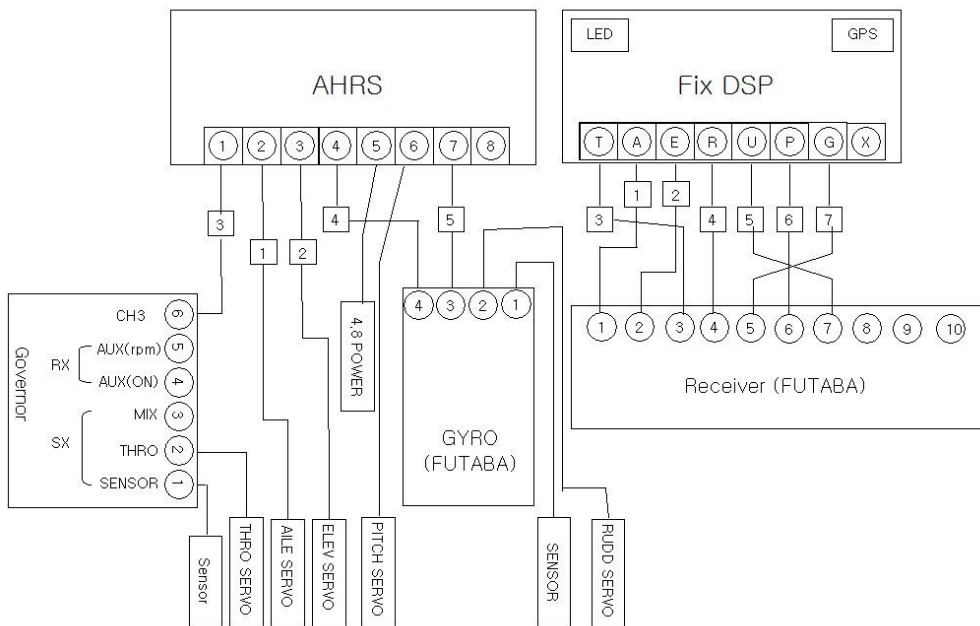 LED
GPS
AHRS
Fix DSP
1 2 3 4 5 6 7 8
T A E R U P G X
3
1
2
4
5
3
1
2
4
5
6
7
4 3 2 1
1 2 3 4 5 6 7 8 9 10
Receiver (FUTABA)
GYRO
(FUTABA)
4,8 POWER
Governor
CH3 6
RX
AUX(rpm) 5
AUX(ON) 4
SX
MIX 3
THRO 2
SENSOR 1
Sensor
THRO SERVO
AILE SERVO
ELEV SERVO
PITCH SERVO
SENSOR
RUDD SERVO